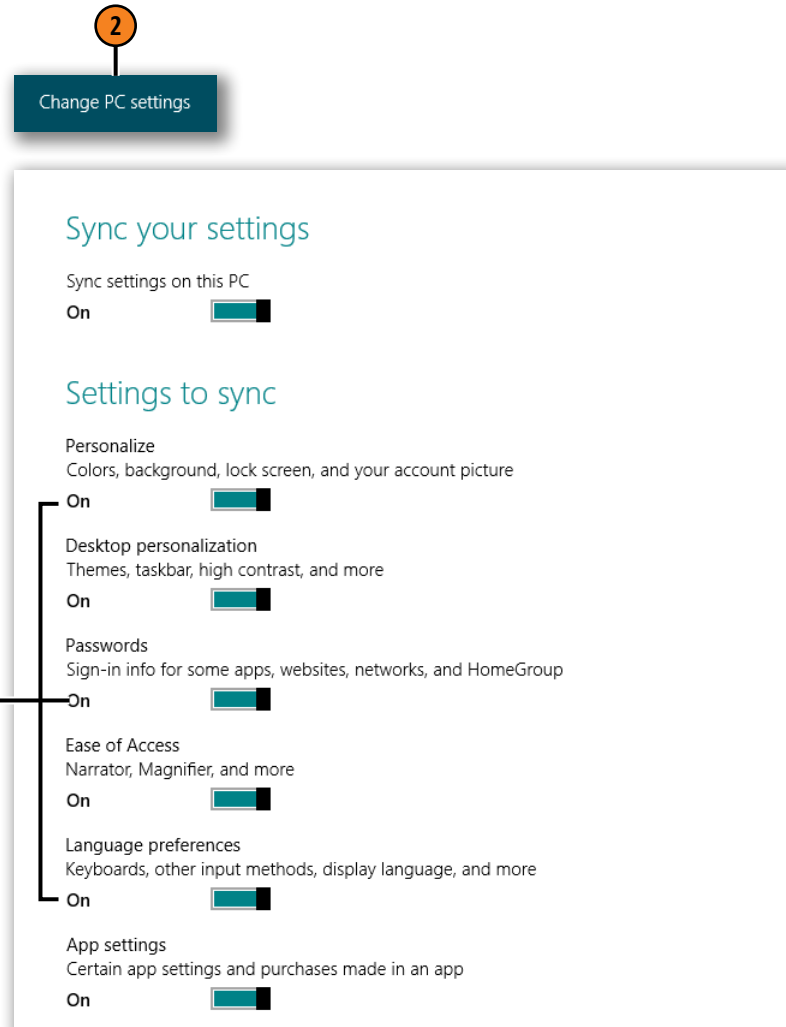 2
Change PC settings
Sync your settings
Sync settings on this PC
On
Settings to sync
Personalize
Colors, background, lock screen, and your account picture
On
Desktop personalization
Themes, taskbar, high contrast, and more
On
Passwords
Sign-in info for some apps, websites, networks, and HomeGroup
On
Ease of Access
Narrator, Magnifier, and more
On
Language preferences
Keyboards, other input methods, display language, and more
On
App settings
Certain app settings and purchases made in an app
On